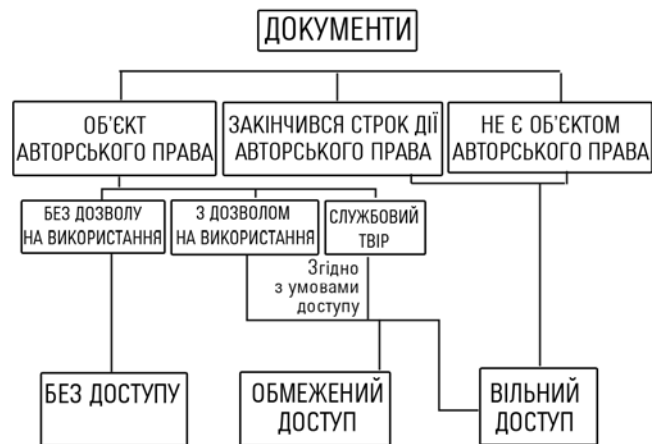 ДОКУМЕНТИ
ОБ'ЄКТ
АВТОРСЬКОГО ПРАВА
ЗАКІНЧИВСЯ СТРОК ДІЇ
АВТОРСЬКОГО ПРАВА
НЕ Є ОБ'ЄКТОМ
АВТОРСЬКОГО ПРАВА
БЕЗ ДОЗВОЛУ
НА ВИКОРИСТАННЯ
З ДОЗВОЛОМ
НА ВИКОРИСТАННЯ
СЛУЖБОВИЙ
ТВІР
Згідно
з умовами
доступу
БЕЗ ДОСТУПУ
ОБМЕЖЕНИЙ
ДОСТУП
ВІЛЬНИЙ
ДОСТУП